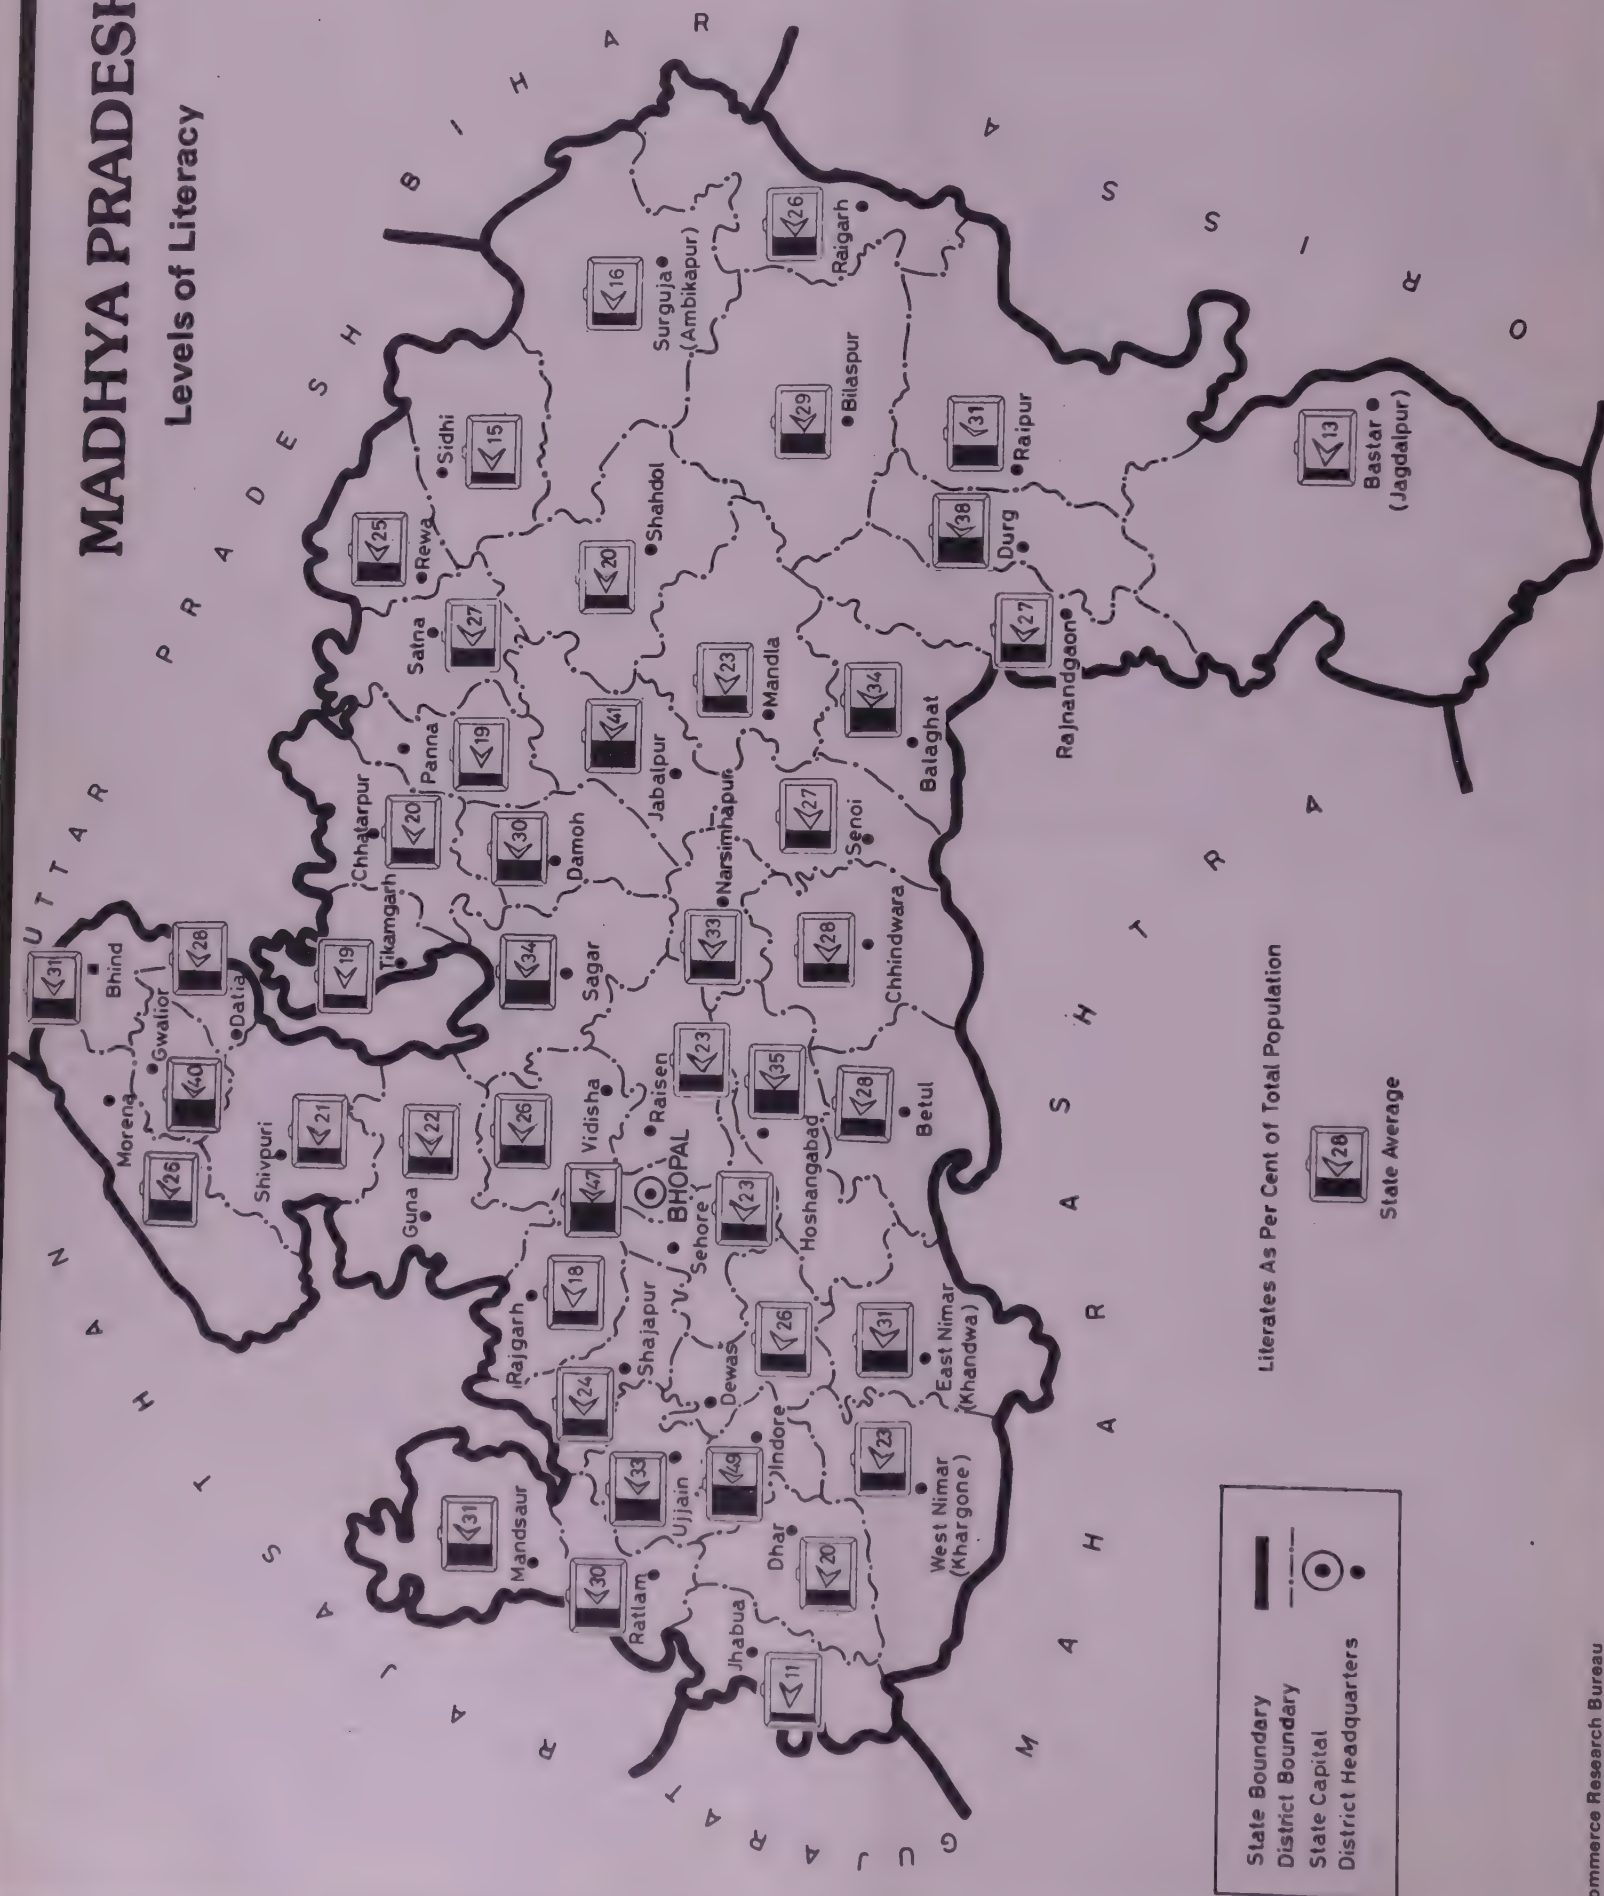 MADHYA PRADESH
Levels of Literacy
UTTAR PRADESH
BIHAR
ORISSA
MAHARASHTRA
GUJARAT
RAJASTHAN
31
Bhind
28
Datia
Gwalior
40
Morena
26
Shivpuri
21
Guna
22
19
Tikamgarh
Chhatarpur
20
Panna
19
Satna
27
25
Rewa
Sidhi
15
16
Surguja
(Ambikapur)
26
Raigarh
29
Bilaspur
31
Raipur
38
Durg
27
Rajnandgaon
13
Bastar
(Jagdalpur)
20
Shahdol
23
Mandla
34
Balaghat
41
Jabalpur
30
Damoh
34
Sagar
33
Narsimhapur
27
Senoi
28
Chhindwara
26
Vidisha
23
Raisen
47
BHOPAL
23
Sehore
35
Hoshangabad
28
Betul
18
Rajgarh
24
Shajapur
26
Dewas
31
East Nimar
(Khandwa)
23
West Nimar
(Khargone)
33
Ujjain
49
Indore
20
Dhar
31
Mandsaur
30
Ratlam
11
Jhabua
Literates As Per Cent of Total Population
28
State Average
State Boundary
District Boundary
State Capital
District Headquarters
ommerce Research Bureau